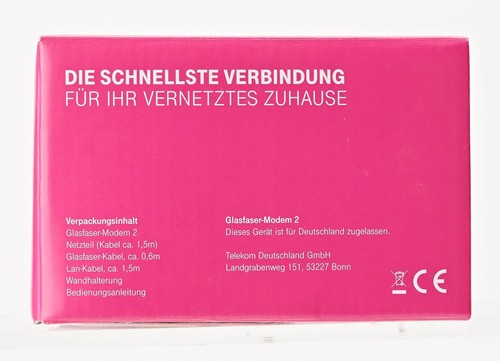 DIE SCHNELLSTE VERBINDUNG
FÜR IHR VERNETZTES ZUHAUSE
Verpackungsinhalt
Glasfaser-Modem 2
Netzteil (Kabel ca. 1,5m)
Glasfaser-Kabel, ca. 0,6m
Lan-Kabel, ca. 1,5m
Wandhalterung
Bedienungsanleitung
Glasfaser-Modem 2
Dieses Gerät ist für Deutschland zugelassen.
Telekom Deutschland GmbH
Landgrabenweg 151, 53227 Bonn
CE